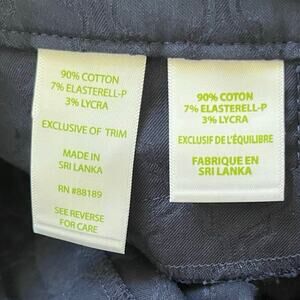 90% COTTON
7% ELASTERELL-P
3% LYCRA
EXCLUSIVE OF TRIM
MADE IN
SRI LANKA
RN #88189
SEE REVERSE
FOR CARE
90% COTON
7% ELASTERELL-P
3% LYCRA
EXCLUSIF DE L'ÉQUILIBRE
FABRIQUE EN
SRI LANKA